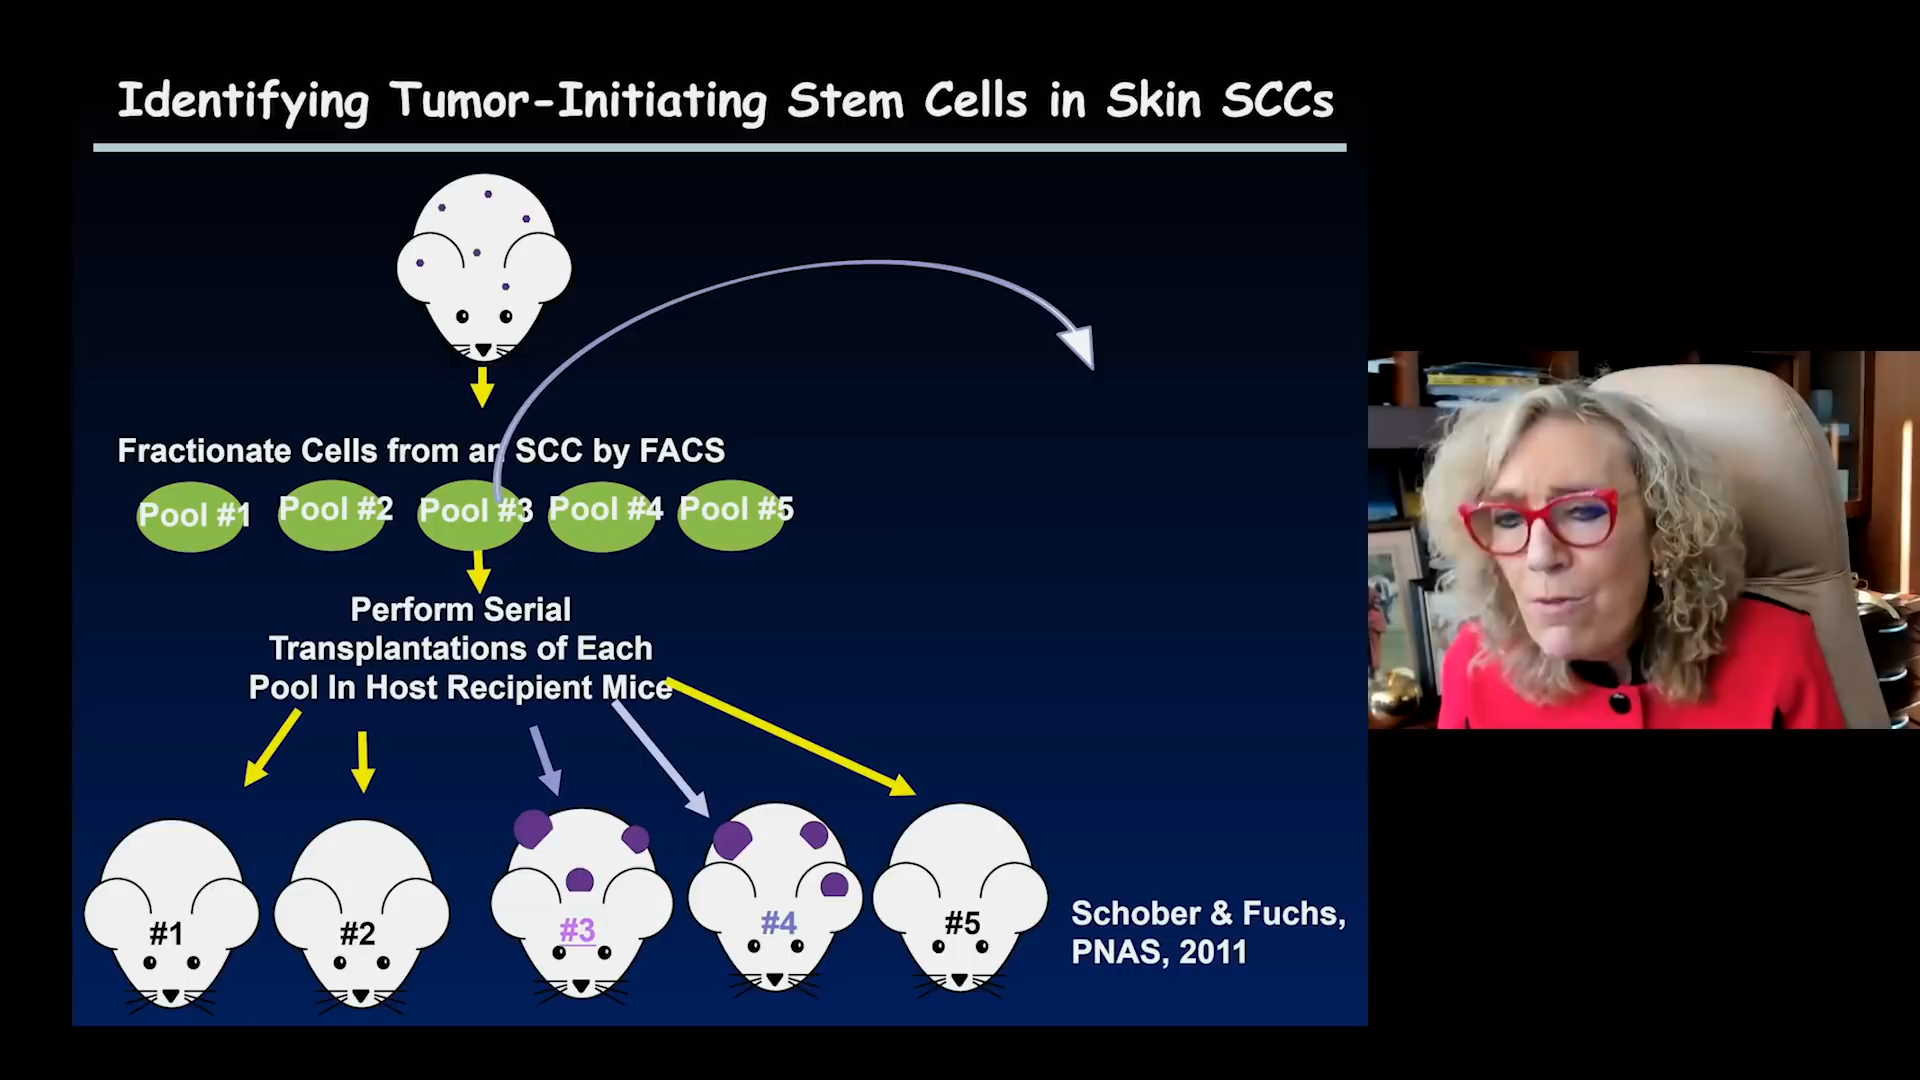 Identifying Tumor-Initiating Stem Cells in Skin SCCs
Fractionate Cells from an SCC by FACS
Pool #1 Pool #2 Pool #3 Pool #4 Pool #5
Perform Serial
Transplantations of Each
Pool In Host Recipient Mice
#1 #2 #3 #4 #5
Schober & Fuchs,
PNAS, 2011